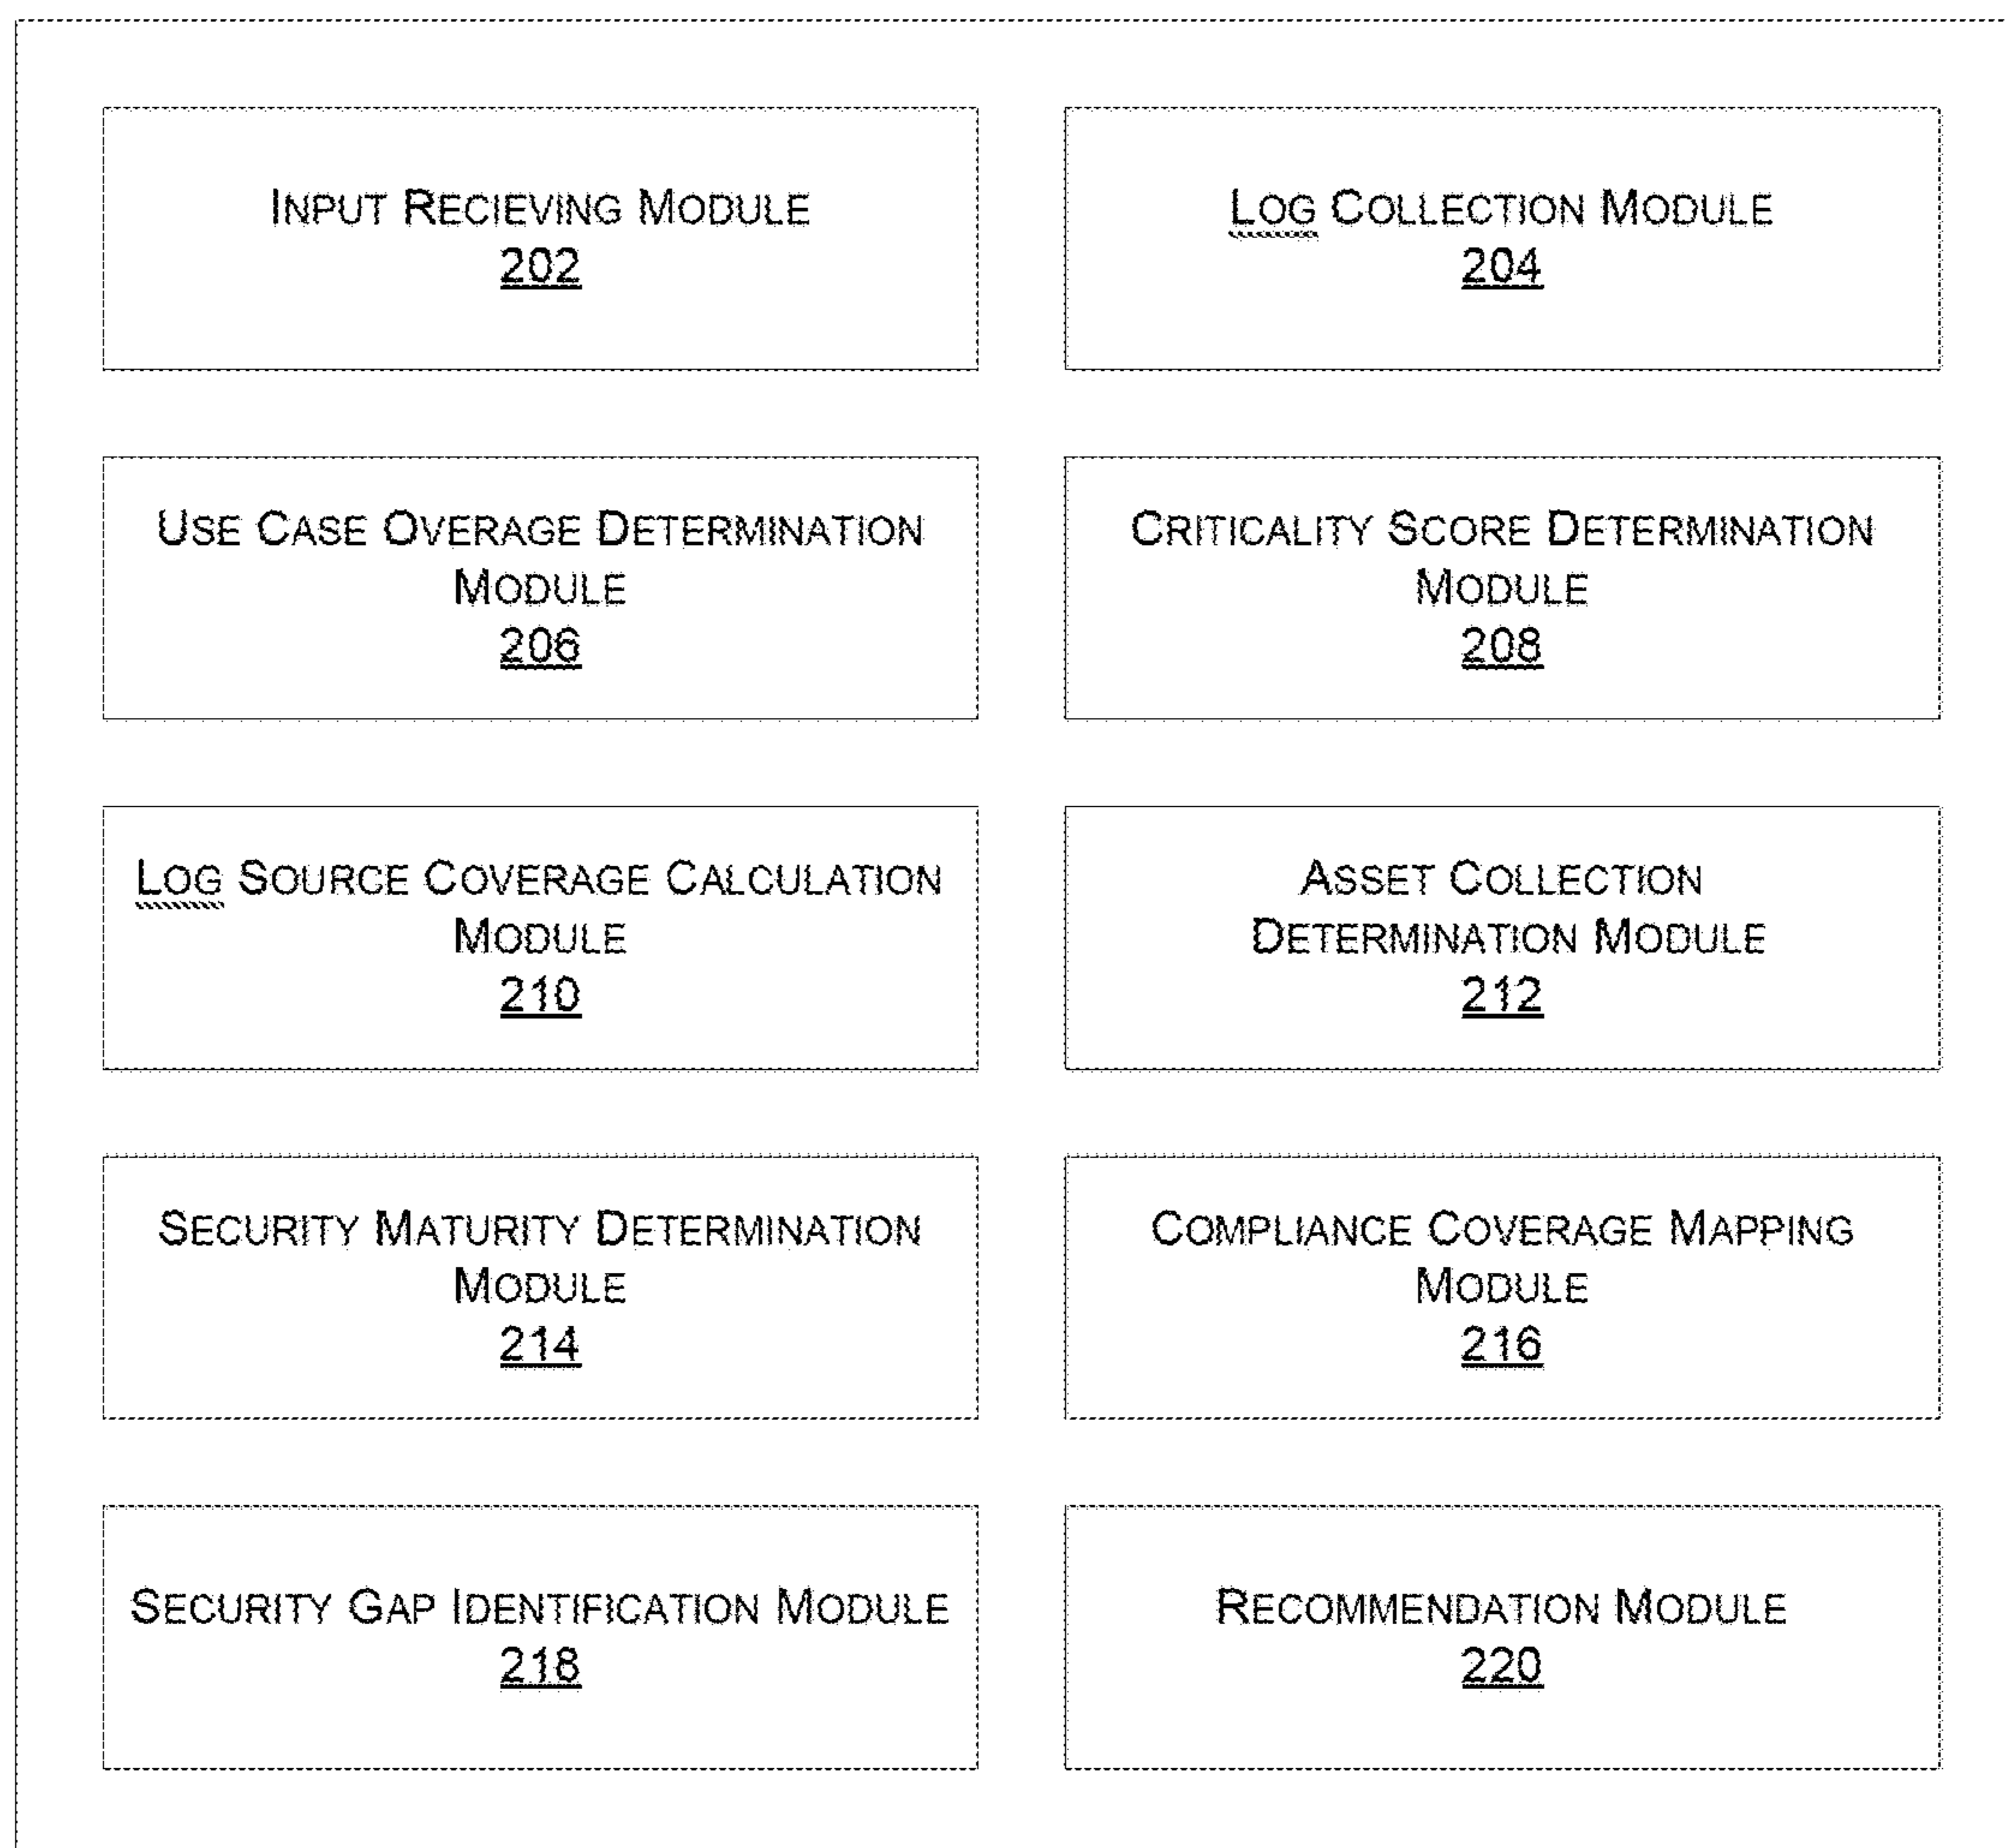 INPUT RECIEVING MODULE
202
LOG COLLECTION MODULE
204
USE CASE OVERAGE DETERMINATION
MODULE
206
CRITICALITY SCORE DETERMINATION
MODULE
208
LOG SOURCE COVERAGE CALCULATION
MODULE
210
ASSET COLLECTION
DETERMINATION MODULE
212
SECURITY MATURITY DETERMINATION
MODULE
214
COMPLIANCE COVERAGE MAPPING
MODULE
216
SECURITY GAP IDENTIFICATION MODULE
218
RECOMMENDATION MODULE
220